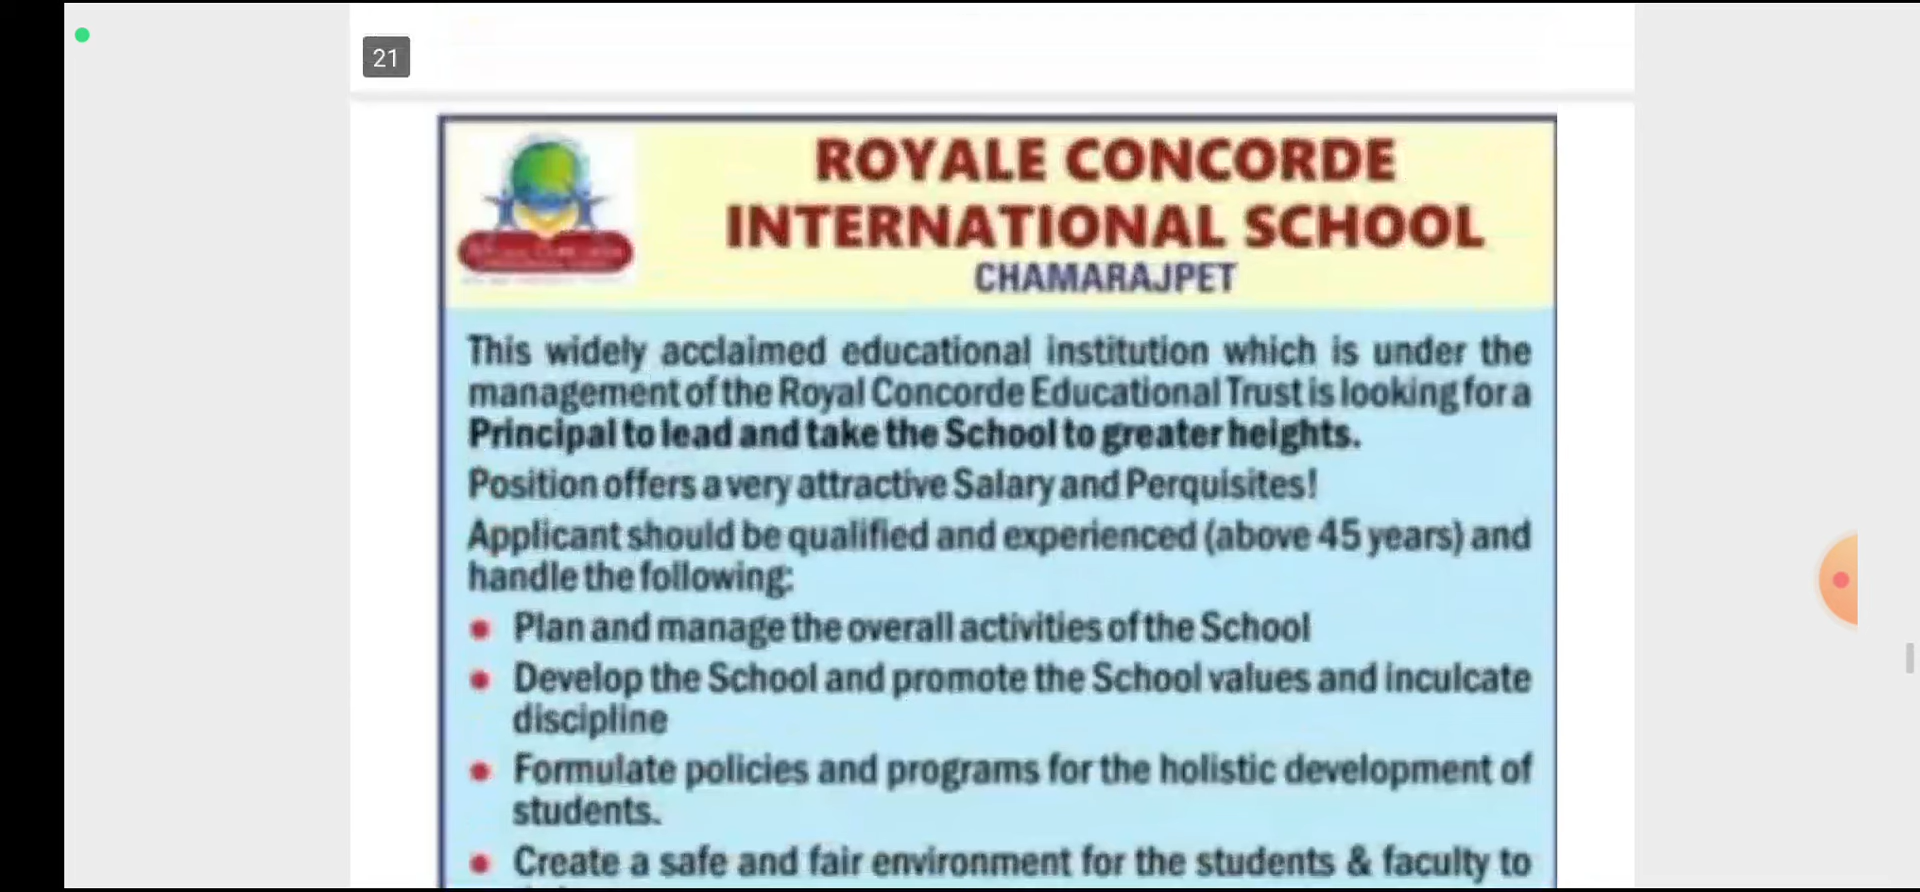 21
ROYALE CONCORDE
INTERNATIONAL SCHOOL
CHAMARAJPET
This widely acclaimed educational institution which is under the
management of the Royal Concorde Educational Trust is looking for a
Principal to lead and take the School to greater heights.
Position offers a very attractive Salary and Perquisites!
Applicant should be qualified and experienced (above 45 years) and
handle the following:
• Plan and manage the overall activities of the School
• Develop the School and promote the School values and inculcate
discipline
• Formulate policies and programs for the holistic development of
students.
• Create a safe and fair environment for the students & faculty to